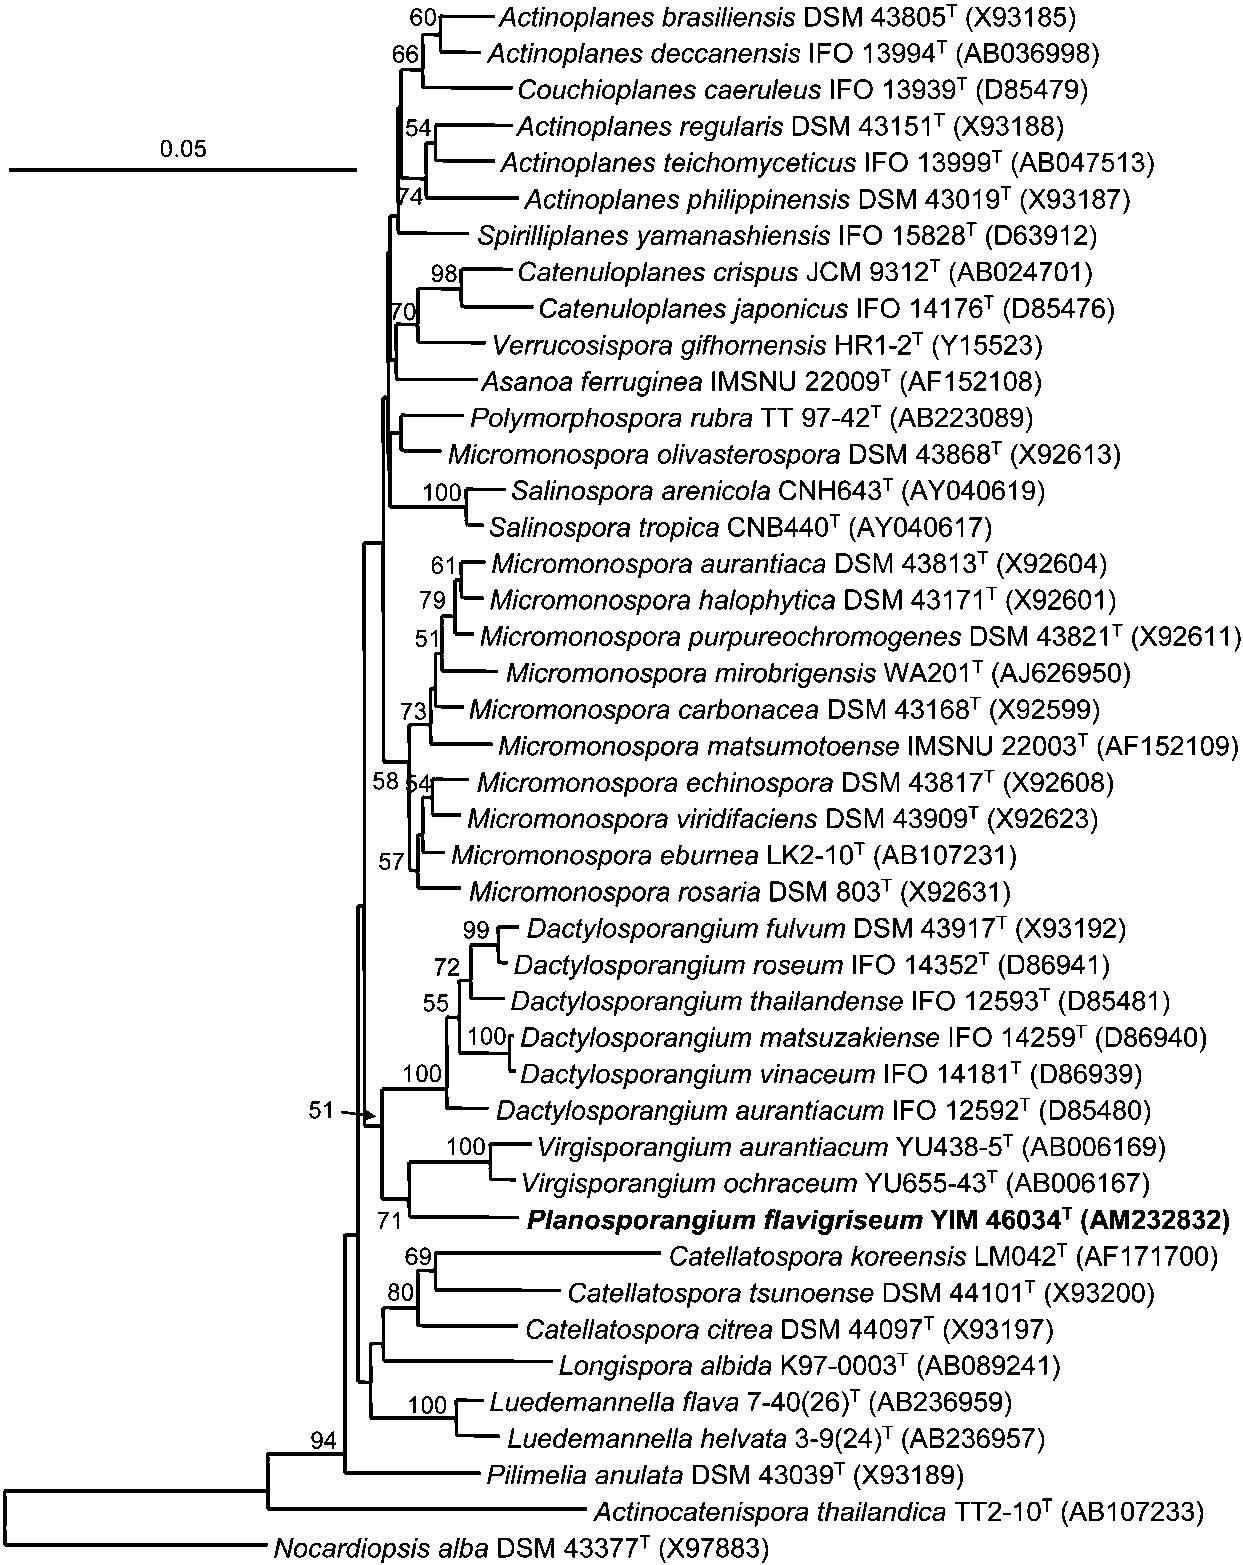 60 Actinoplanes brasiliensis DSM 43805ᵀ (X93185)
66 Actinoplanes deccanensis IFO 13994ᵀ (AB036998)
Couchioplanes caeruleus IFO 13939ᵀ (D85479)
54 Actinoplanes regularis DSM 43151ᵀ (X93188)
0.05 Actinoplanes teichomyceticus IFO 13999ᵀ (AB047513)
74 Actinoplanes philippinensis DSM 43019ᵀ (X93187)
Spirilliplanes yamanashiensis IFO 15828ᵀ (D63912)
98 Catenuloplanes crispus JCM 9312ᵀ (AB024701)
70 Catenuloplanes japonicus IFO 14176ᵀ (D85476)
Verrucosispora gifhornensis HR1-2ᵀ (Y15523)
Asanoa ferruginea IMSNU 22009ᵀ (AF152108)
Polymorphospora rubra TT 97-42ᵀ (AB223089)
Micromonospora olivasterospora DSM 43868ᵀ (X92613)
100 Salinospora arenicola CNH643ᵀ (AY040619)
Salinospora tropica CNB440ᵀ (AY040617)
61 Micromonospora aurantiaca DSM 43813ᵀ (X92604)
79 Micromonospora halophytica DSM 43171ᵀ (X92601)
51 Micromonospora purpureochromogenes DSM 43821ᵀ (X92611)
Micromonospora mirobrigensis WA201ᵀ (AJ626950)
73 Micromonospora carbonacea DSM 43168ᵀ (X92599)
Micromonospora matsumotoense IMSNU 22003ᵀ (AF152109)
58 54 Micromonospora echinospora DSM 43817ᵀ (X92608)
Micromonospora viridifaciens DSM 43909ᵀ (X92623)
57 Micromonospora eburnea LK2-10ᵀ (AB107231)
Micromonospora rosaria DSM 803ᵀ (X92631)
99 Dactylosporangium fulvum DSM 43917ᵀ (X93192)
72 Dactylosporangium roseum IFO 14352ᵀ (D86941)
55 Dactylosporangium thailandense IFO 12593ᵀ (D85481)
100 Dactylosporangium matsuzakiense IFO 14259ᵀ (D86940)
100 Dactylosporangium vinaceum IFO 14181ᵀ (D86939)
51 Dactylosporangium aurantiacum IFO 12592ᵀ (D85480)
100 Virgisporangium aurantiacum YU438-5ᵀ (AB006169)
Virgisporangium ochraceum YU655-43ᵀ (AB006167)
71 Planosporangium flavigriseum YIM 46034ᵀ (AM232832)
69 Catellatospora koreensis LM042ᵀ (AF171700)
80 Catellatospora tsunoense DSM 44101ᵀ (X93200)
Catellatospora citrea DSM 44097ᵀ (X93197)
Longispora albida K97-0003ᵀ (AB089241)
100 Luedemannella flava 7-40(26)ᵀ (AB236959)
94 Luedemannella helvata 3-9(24)ᵀ (AB236957)
Pilimelia anulata DSM 43039ᵀ (X93189)
Actinocatenispora thailandica TT2-10ᵀ (AB107233)
Nocardiopsis alba DSM 43377ᵀ (X97883)